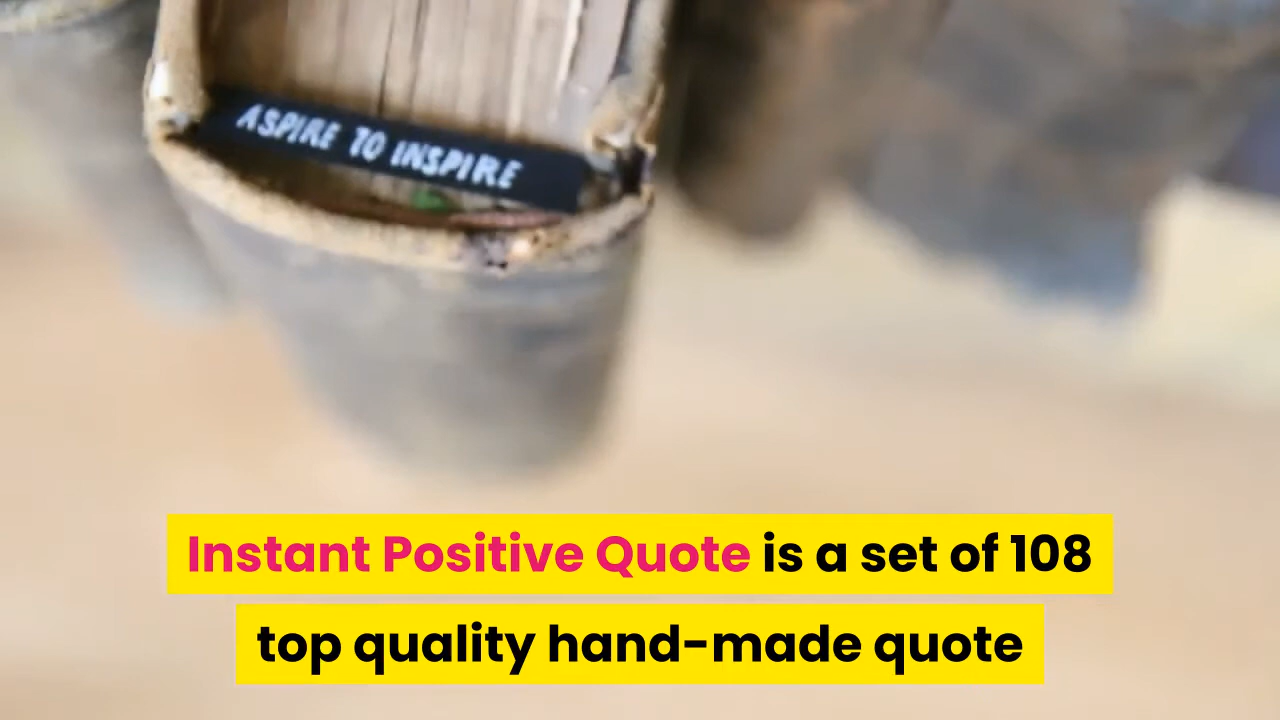 ASPIRE TO INSPIRE
Instant Positive Quote is a set of 108
top quality hand-made quote